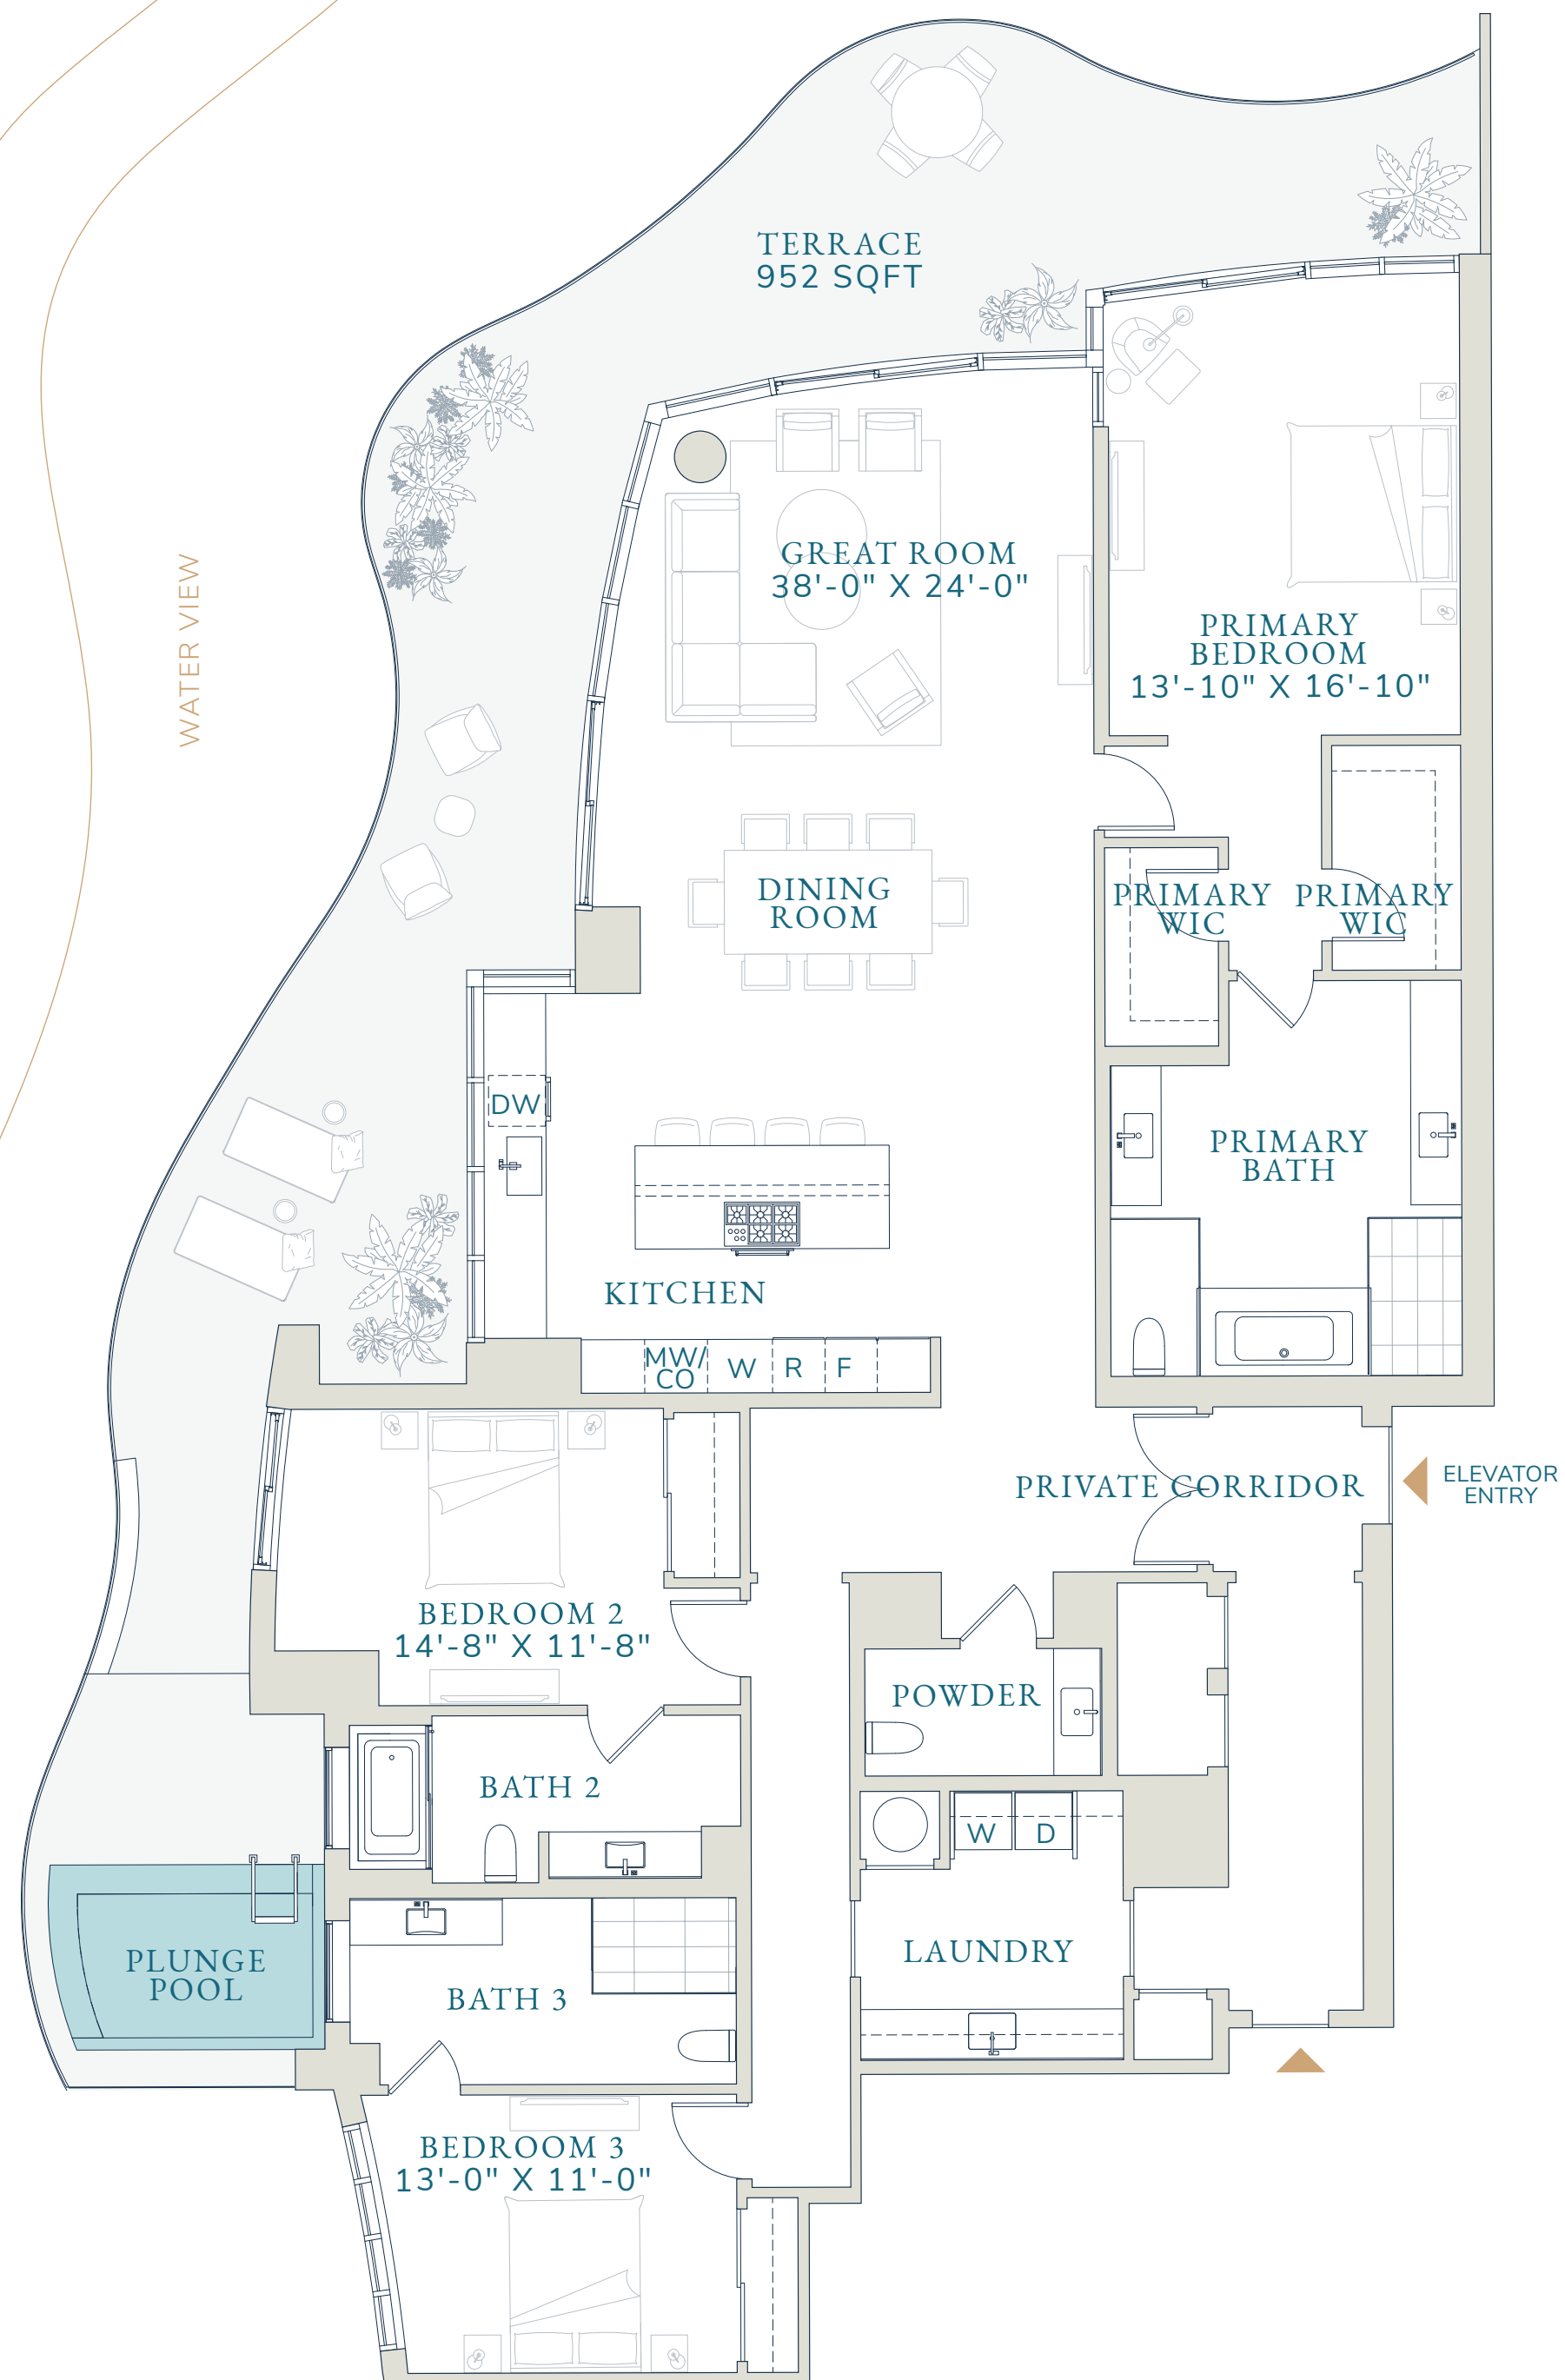 TERRACE
952 SQFT
WATER VIEW
GREAT ROOM
38'-0" X 24'-0"
PRIMARY
BEDROOM
13'-10" X 16'-10"
DINING
ROOM
PRIMARY
WIC
PRIMARY
WIC
DW
PRIMARY
BATH
KITCHEN
MW/
CO
W
R
F
PRIVATE CORRIDOR
ELEVATOR
ENTRY
BEDROOM 2
14'-8" X 11'-8"
POWDER
BATH 2
W
D
PLUNGE
POOL
LAUNDRY
BATH 3
BEDROOM 3
13'-0" X 11'-0"